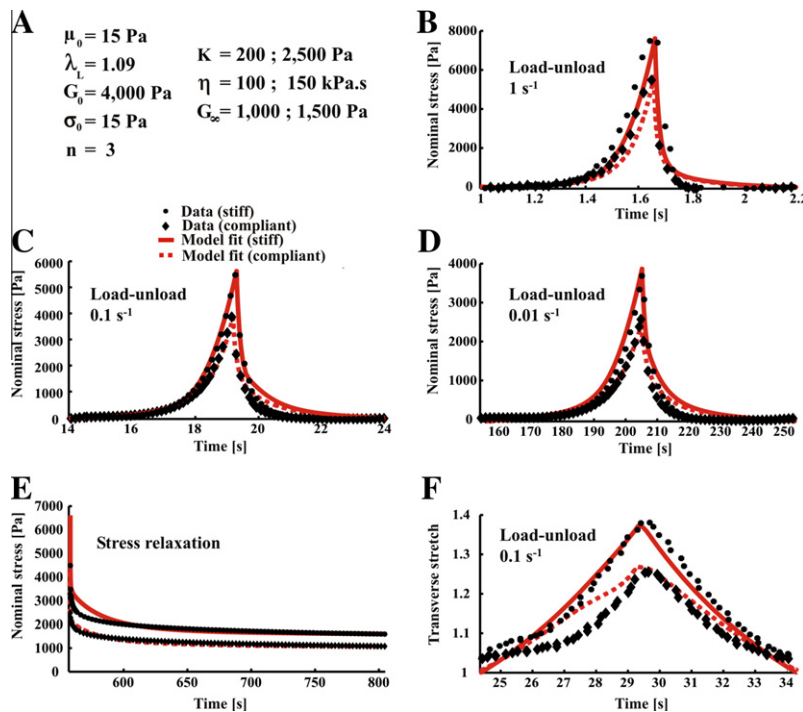 A
μ₀ = 15 Pa
λ_L = 1.09
G₀ = 4,000 Pa
σ₀ = 15 Pa
n = 3
K = 200 ; 2,500 Pa
η = 100 ; 150 kPa.s
G∞ = 1,000 ; 1,500 Pa
B
Nominal stress [Pa]
8000
6000
4000
2000
0
Load-unload
1 s⁻¹
1 1.2 1.4 1.6 1.8 2 2.2
Time [s]
Data (stiff)
Data (compliant)
Model fit (stiff)
Model fit (compliant)
C
Nominal stress [Pa]
6000
5000
4000
3000
2000
1000
0
Load-unload
0.1 s⁻¹
14 16 18 20 22 24
Time [s]
D
Nominal stress [Pa]
4000
3000
2000
1000
0
Load-unload
0.01 s⁻¹
160 170 180 190 200 210 220 230 240 250
Time [s]
E
Nominal stress [Pa]
7000
6000
5000
4000
3000
2000
1000
0
Stress relaxation
600 650 700 750 800
Time [s]
F
Transverse stretch
1.4
1.3
1.2
1.1
1
Load-unload
0.1 s⁻¹
25 26 27 28 29 30 31 32 33 34
Time [s]